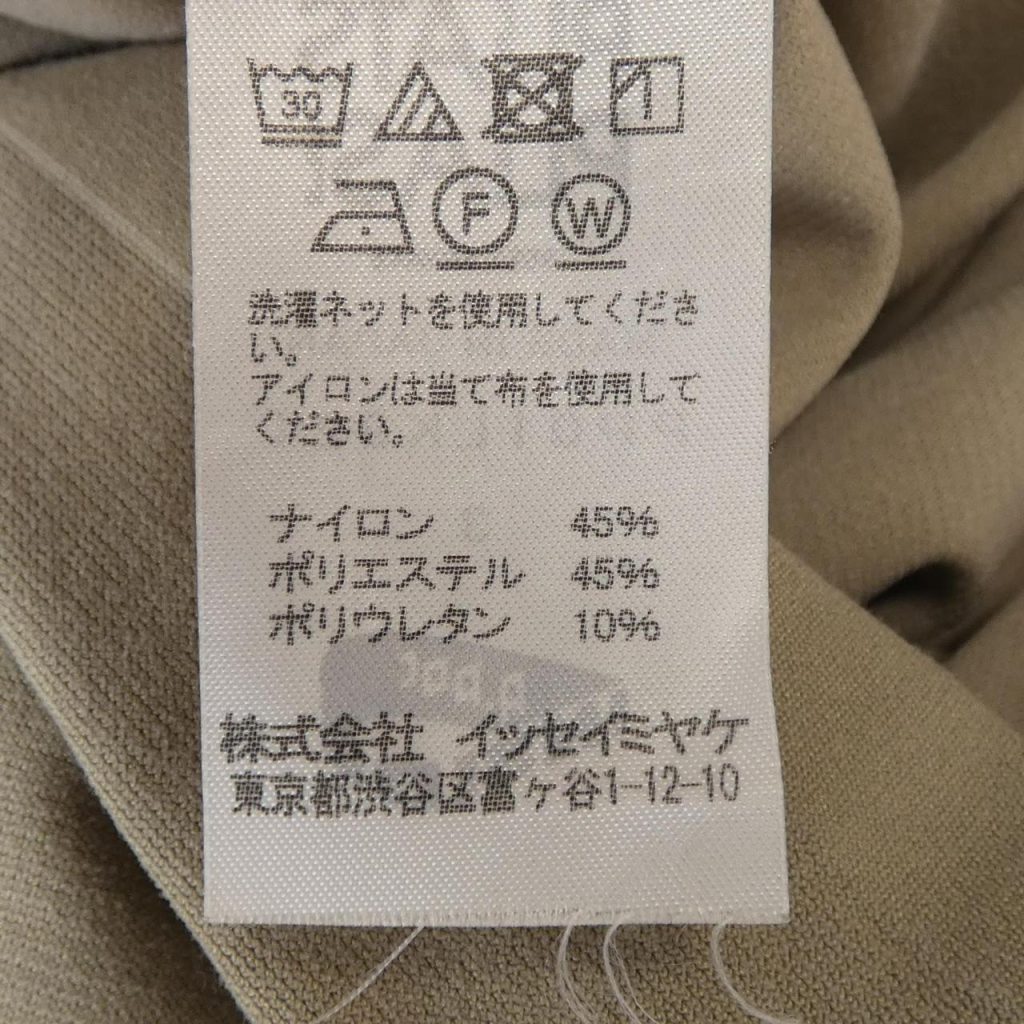 30
F W
洗濯ネットを使用してくださ
い。
アイロンは当て布を使用して
ください。
ナイロン 45%
ポリエステル 45%
ポリウレタン 10%
株式会社 イッセイミヤケ
東京都渋谷区富ヶ谷1-12-10